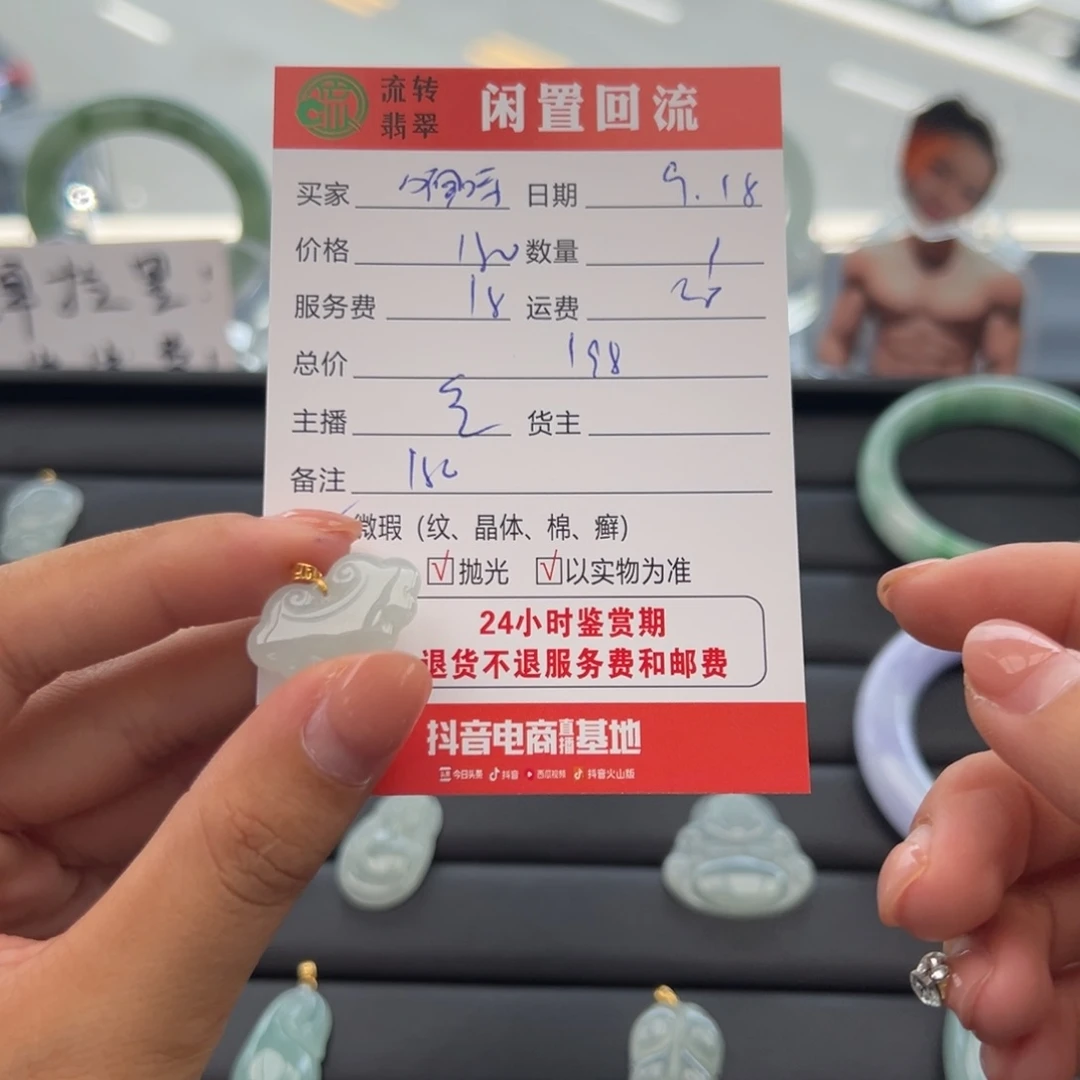 流转翡翠 闲置回流
买家 日期 9.18
价格 180 数量 1
服务费 18 运费
总价 198
主播 货主
备注 180
微瑕（纹、晶体、棉、癣）
√抛光 √以实物为准
24小时鉴赏期
退货不退服务费和邮费
抖音电商直播基地
今日头条 抖音 西瓜视频 抖音火山版